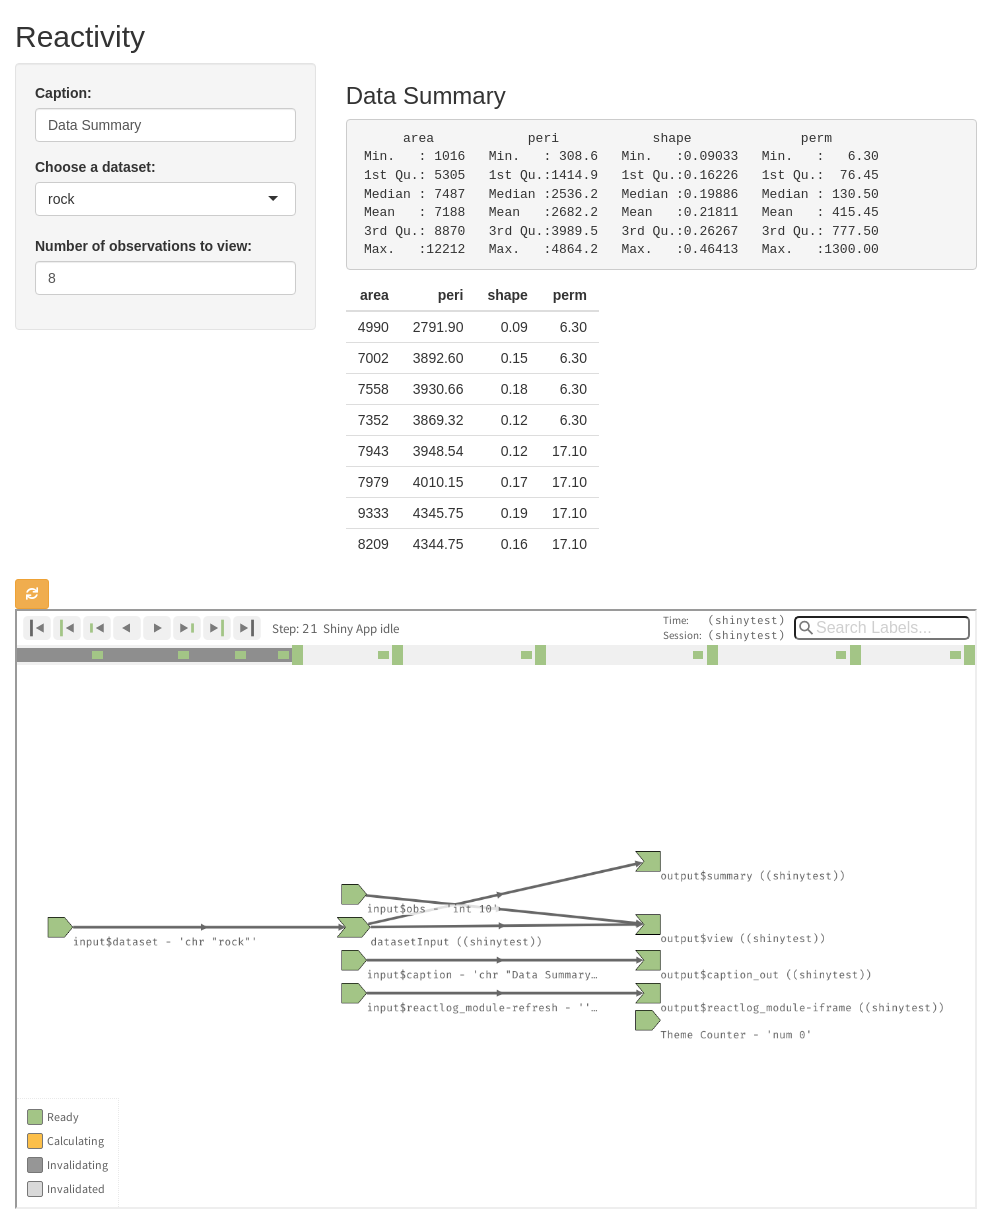 Reactivity
Caption:
Data Summary
Choose a dataset:
rock
Number of observations to view:
8
Data Summary
area peri shape perm
Min. : 1016 Min. : 308.6 Min. :0.09033 Min. : 6.30
1st Qu.: 5305 1st Qu.:1414.9 1st Qu.:0.16226 1st Qu.: 76.45
Median : 7487 Median :2536.2 Median :0.19886 Median : 130.50
Mean : 7188 Mean :2682.2 Mean :0.21811 Mean : 415.45
3rd Qu.: 8870 3rd Qu.:3989.5 3rd Qu.:0.26267 3rd Qu.: 777.50
Max. :12212 Max. :4864.2 Max. :0.46413 Max. :1300.00
area peri shape perm
4990 2791.90 0.09 6.30
7002 3892.60 0.15 6.30
7558 3930.66 0.18 6.30
7352 3869.32 0.12 6.30
7943 3948.54 0.12 17.10
7979 4010.15 0.17 17.10
9333 4345.75 0.19 17.10
8209 4344.75 0.16 17.10
Step: 21 Shiny App idle
Time: (shinytest)
Session: (shinytest)
Search Labels...
output$summary ((shinytest))
input$obs - 'int 10'
output$view ((shinytest))
input$dataset - 'chr "rock"'
datasetInput ((shinytest))
input$caption - 'chr "Data Summary…
output$caption_out ((shinytest))
input$reactlog_module-refresh - ''…
output$reactlog_module-iframe ((shinytest))
Theme Counter - 'num 0'
Ready
Calculating
Invalidating
Invalidated